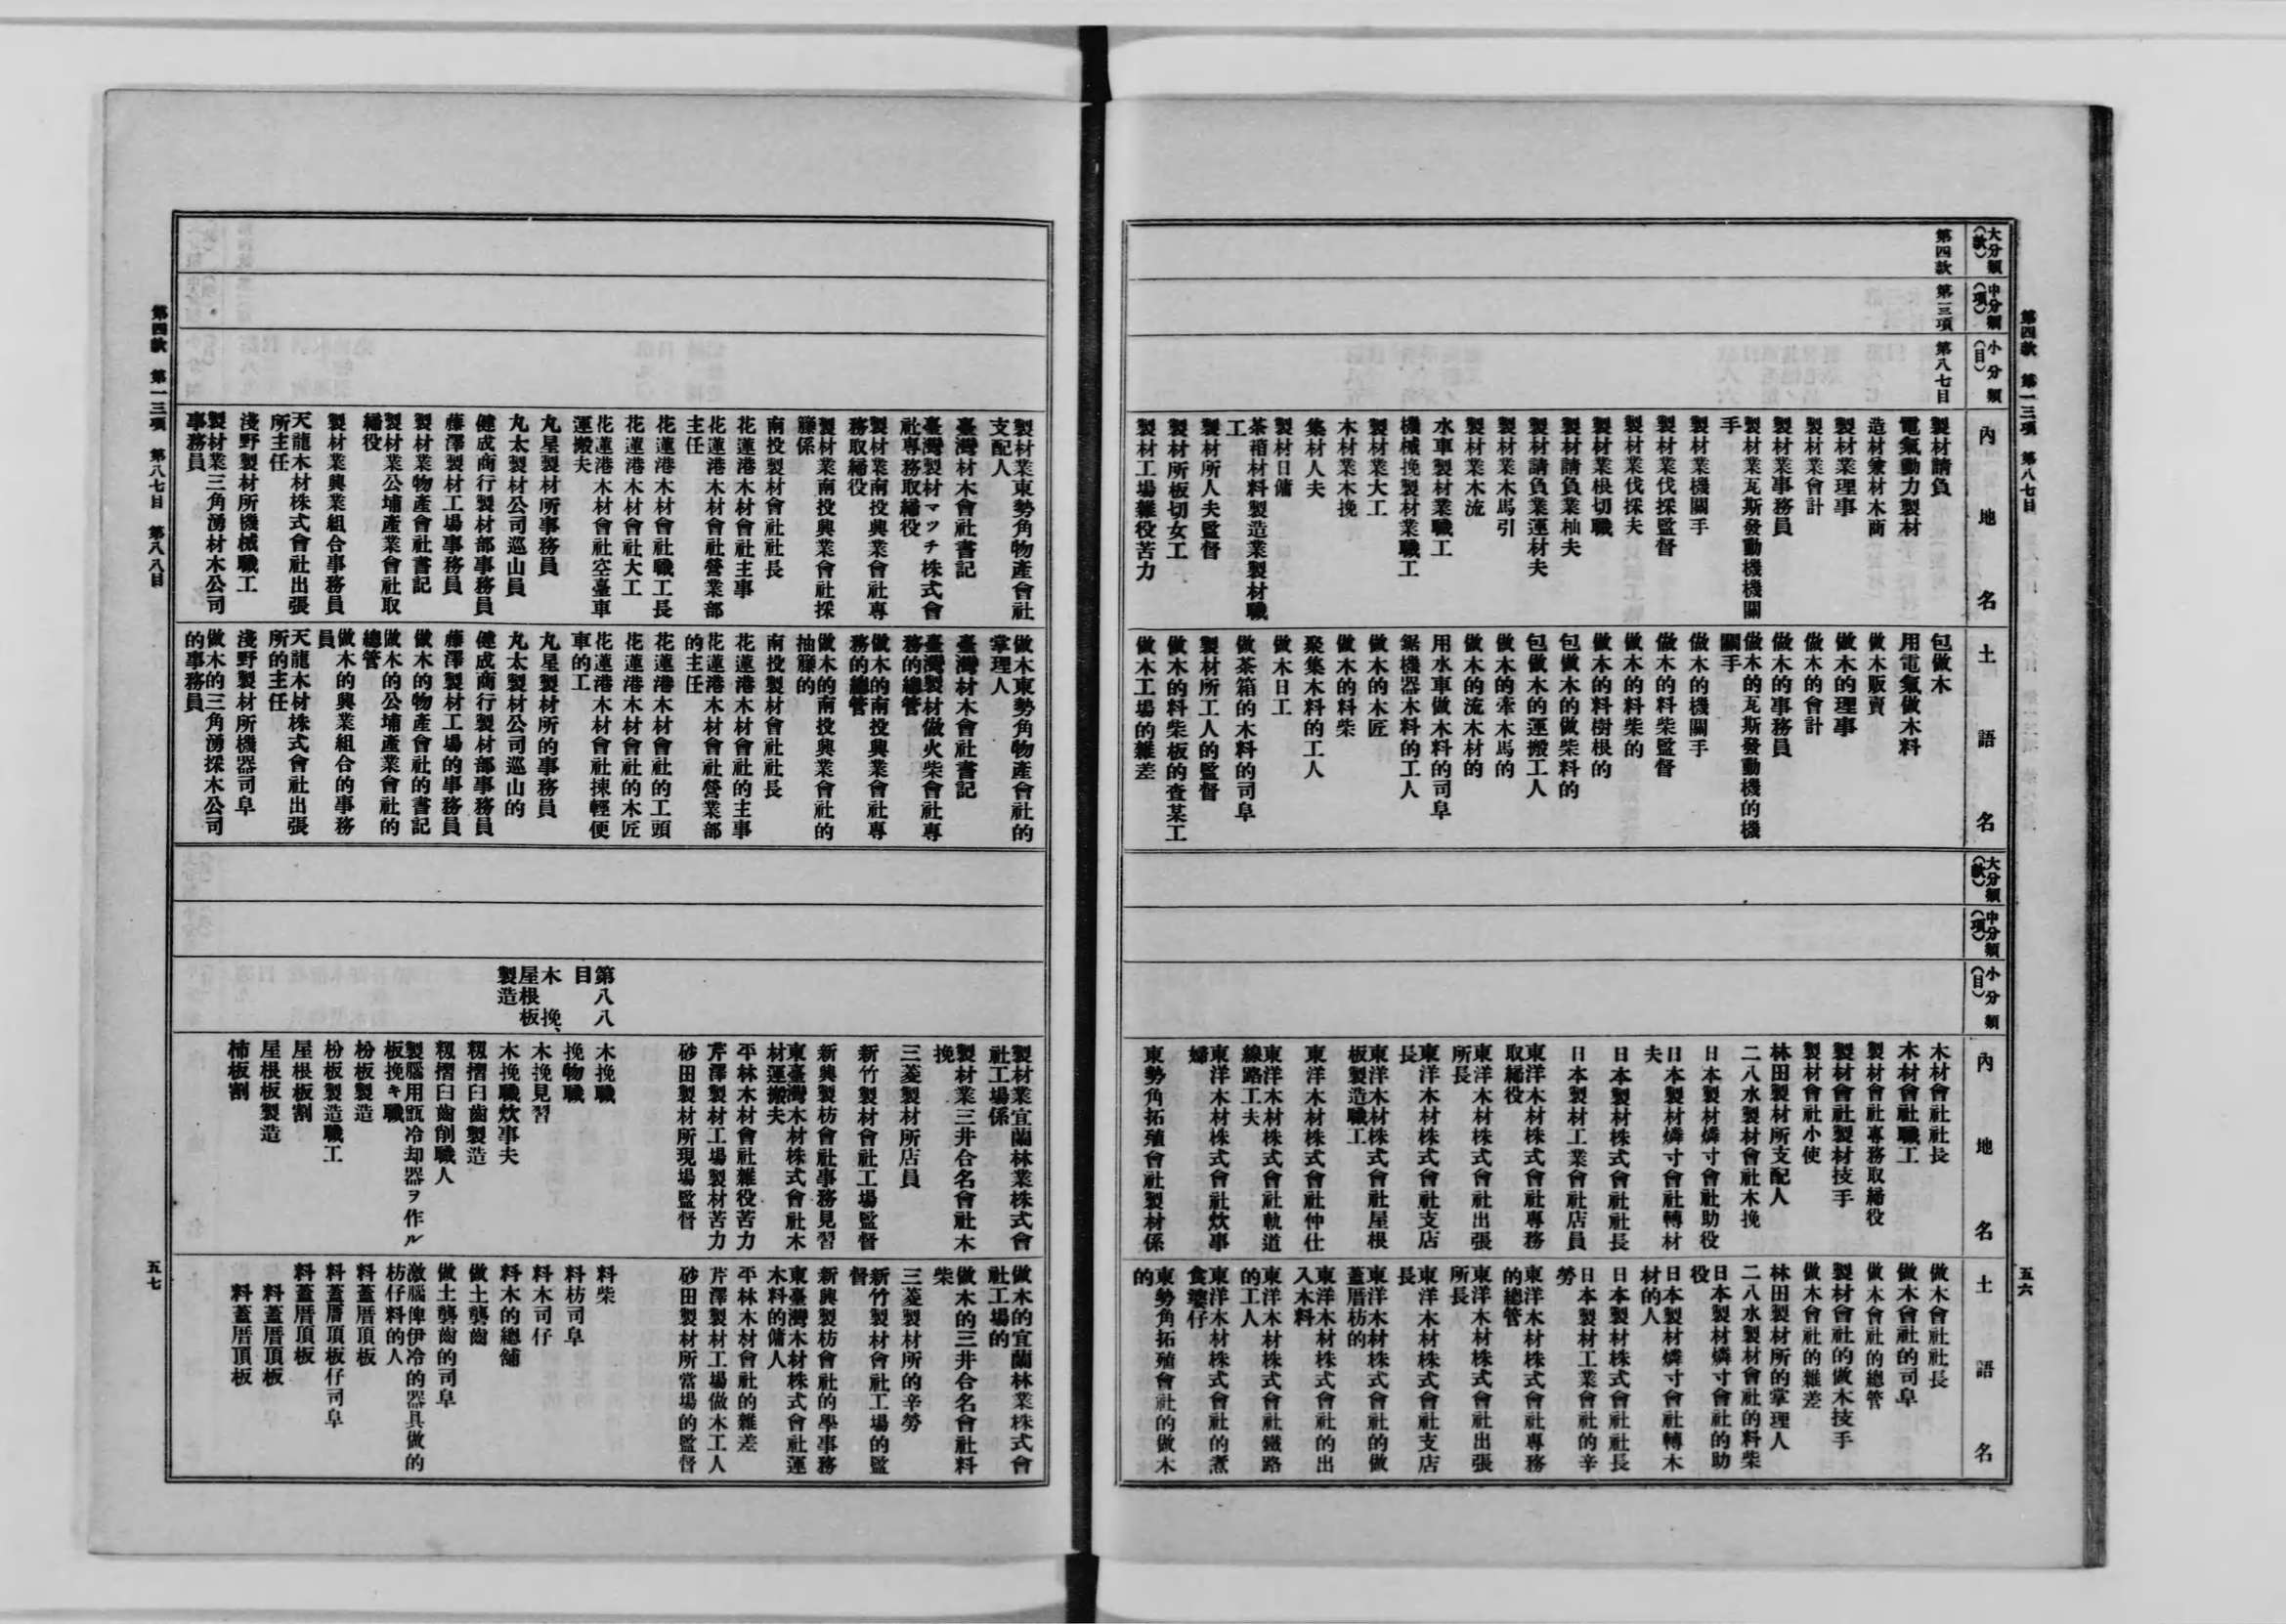 第四款　第一三項　第八七目
五六
大分類（款）
中分類（項）
小分類（目）
內地名
土語名
第四款
第一三項
第八七目
製材請負
電氣動力製材
造材兼材木商
製材業理事
製材業會計
製材業事務員
製材業瓦斯發動機機關
手
製材業機關手
製材業伐採監督
製材業伐採夫
製材業根切職
製材請負業杣夫
製材請負業運材夫
製材業木馬引
製材業木流
水車製材業職工
機械挽製材業職工
製材業大工
木材業木挽
集材人夫
製材日傭
茶箱材料製造業製材職
工
製材所人夫監督
製材所板切女工
製材工場雜役苦力
包做木
用電氣做木料
做木販賣
做木的理事
做木的會計
做木的事務員
做木的瓦斯發動機的機
關手
做木的機關手
做木的料柴監督
做木的料柴的
做木的料樹根的
包做木的做柴料的
包做木的運搬工人
做木的牽木馬的
做木的流木材的
用水車做木料的司阜
鋸機器木料的工人
做木的木匠
做木的料柴
聚集木料的工人
做木日工
做茶箱的木料的司阜
製材所工人的監督
做木的料柴板的查某工
做木工場的雜差
大分類（款）
中分類（項）
小分類（目）
內地名
土語名
木材會社社長
木材會社職工
製材會社專務取締役
製材會社製材技手
製材會社小使
林田製材所支配人
二八水製材會社木挽
日本製材燐寸會社助役
日本製材燐寸會社轉材
夫
日本製材株式會社社長
日本製材工業會社店員
東洋木材株式會社專務
取締役
東洋木材株式會社出張
所長
東洋木材株式會社支店
長
東洋木材株式會社屋根
板製造職工
東洋木材株式會社仲仕
東洋木材株式會社軌道
線路工夫
東洋木材株式會社炊事
婦
東勢角拓殖會社製材係
做木會社社長
做木會社的司阜
做木會社的總管
製材會社的做木技手
做木會社的雜差
林田製材所的掌理人
二八水製材會社的料柴
日本製材燐寸會社的助
役
日本製材燐寸會社轉木
材的人
日本製材株式會社社長
日本製材工業會社的辛
勞
東洋木材株式會社專務
的總管
東洋木材株式會社出張
所長
東洋木材株式會社支店
長
東洋木材株式會社的做
蓋厝枋的
東洋木材株式會社的出
入木料
東洋木材株式會社鐵路
的工人
東洋木材株式會社的煮
食婆仔
東勢角拓殖會社的做木
的
製材業東勢角物產會社
支配人
臺灣材木會社書記
臺灣製材マツチ株式會
社專務取締役
製材業南投興業會社專
務取締役
製材業南投興業會社採
籐係
南投製材會社社長
花蓮港木材會社主事
花蓮港木材會社營業部
主任
花蓮港木材會社職工長
花蓮港木材會社大工
花蓮港木材會社空臺車
運搬夫
丸星製材所事務員
丸太製材公司巡山員
健成商行製材部事務員
藤澤製材工場事務員
製材業物產會社書記
製材業公埔產業會社取
締役
製材業興業組合事務員
天龍木材株式會社出張
所主任
淺野製材所機械職工
製材業三角湧材木公司
事務員
做木東勢角物產會社的
掌理人
臺灣材木會社書記
臺灣製材做火柴會社專
務的總管
做木的南投興業會社專
務的總管
做木的南投興業會社的
抽籐的
南投製材會社社長
花蓮港木材會社的主事
花蓮港木材會社營業部
的主任
花蓮港木材會社的工頭
花蓮港木材會社的木匠
花蓮港木材會社捒輕便
車的工
丸星製材所的事務員
丸太製材公司巡山的
健成商行製材部事務員
藤澤製材工場的事務員
做木的物產會社的書記
做木的公埔產業會社的
總管
做木的興業組合的事務
員
天龍木材株式會社出張
所的主任
淺野製材所機器司阜
做木的三角湧採木公司
的事務員
第八八
目
木挽、
屋根板
製造
製材業宜蘭林業株式會
社工場係
製材業三井合名會社木
挽
三菱製材所店員
新竹製材會社工場監督
新興製枋會社事務見習
東臺灣木材株式會社木
材運搬夫
平林木材會社雜役苦力
芹澤製材工場製材苦力
砂田製材所現場監督
木挽職
挽物職
木挽見習
木挽職炊事夫
籾摺臼齒製造
籾摺臼齒削職人
製腦用甑冷却器ヲ作ル
板挽キ職
枌板製造
枌板製造職工
屋根板割
屋根板製造
柿板割
做木的宜蘭林業株式會
社工場的
做木的三井合名會社料
柴
三菱製材所的辛勞
新竹製材會社工場的監
督
新興製枋會社的學事務
東臺灣木材株式會社運
木料的傭人
平林木材會社的雜差
芹澤製材工場做木工人
砂田製材所當場的監督
料柴
料枋司阜
料木司仔
料木的總舖
做土礱齒
做土礱齒的司阜
激腦俾伊冷的器具做的
枋仔料的人
料蓋厝頂板
料蓋厝頂板仔司阜
料蓋厝頂板
料蓋厝頂板
料蓋厝頂板
第四款　第一三項　第八七目　第八八目
五七